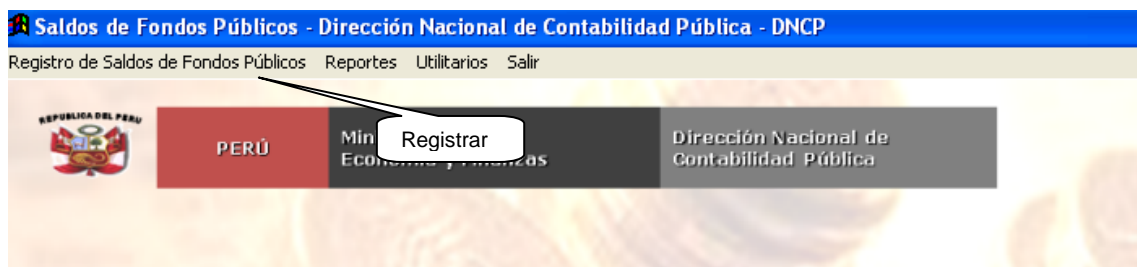 Saldos de Fondos Públicos - Dirección Nacional de Contabilidad Pública - DNCP
Registro de Saldos de Fondos Públicos Reportes Utilitarios Salir
REPUBLICA DEL PERU
PERÚ
Registrar
Dirección Nacional de
Contabilidad Pública